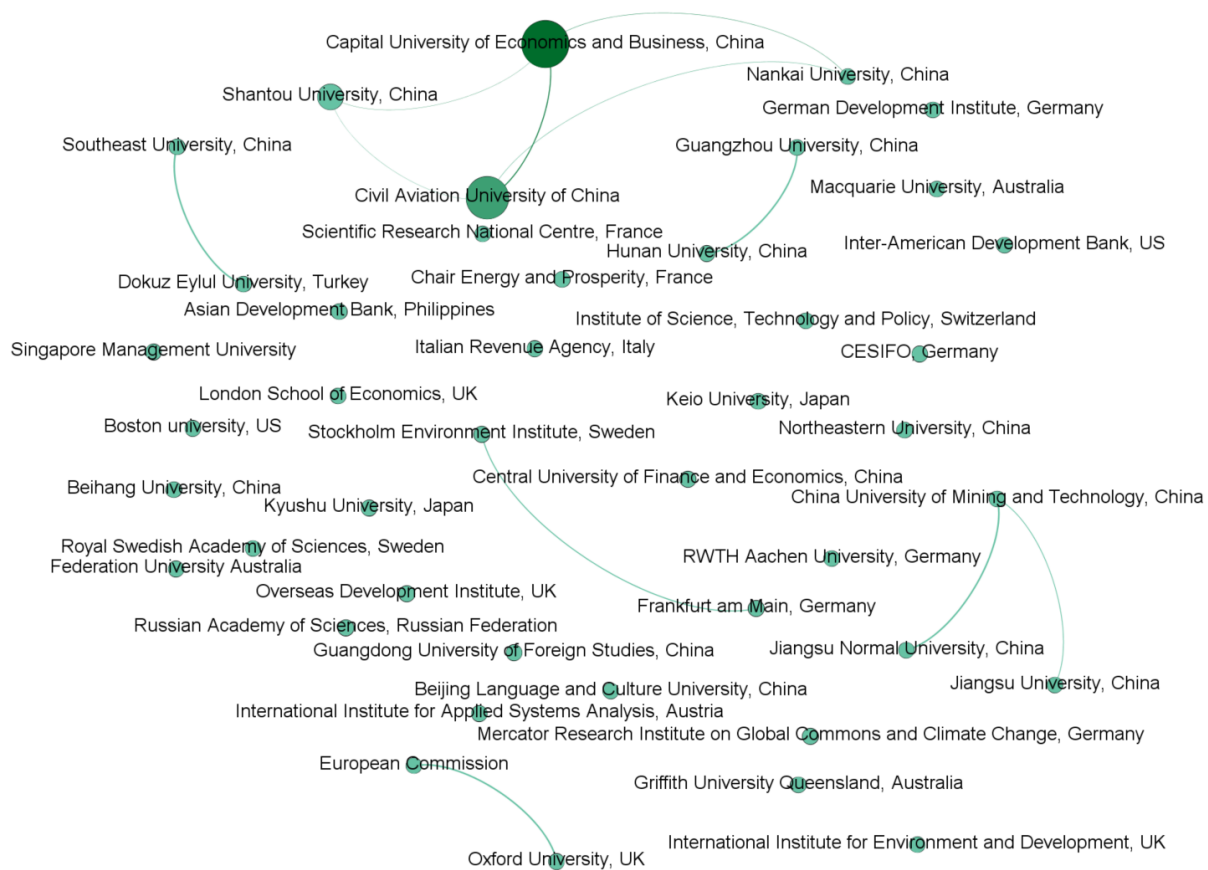 Capital University of Economics and Business, China
Nankai University, China
Shantou University, China
German Development Institute, Germany
Southeast University, China
Guangzhou University, China
Macquarie University, Australia
Civil Aviation University of China
Scientific Research National Centre, France
Inter-American Development Bank, US
Hunan University, China
Chair Energy and Prosperity, France
Dokuz Eylul University, Turkey
Asian Development Bank, Philippines
Institute of Science, Technology and Policy, Switzerland
Singapore Management University
Italian Revenue Agency, Italy
CESIFO, Germany
London School of Economics, UK
Keio University, Japan
Boston university, US
Northeastern University, China
Stockholm Environment Institute, Sweden
Central University of Finance and Economics, China
Beihang University, China
China University of Mining and Technology, China
Kyushu University, Japan
Royal Swedish Academy of Sciences, Sweden
RWTH Aachen University, Germany
Federation University Australia
Overseas Development Institute, UK
Frankfurt am Main, Germany
Russian Academy of Sciences, Russian Federation
Guangdong University of Foreign Studies, China
Jiangsu Normal University, China
Jiangsu University, China
Beijing Language and Culture University, China
International Institute for Applied Systems Analysis, Austria
Mercator Research Institute on Global Commons and Climate Change, Germany
European Commission
Griffith University Queensland, Australia
International Institute for Environment and Development, UK
Oxford University, UK